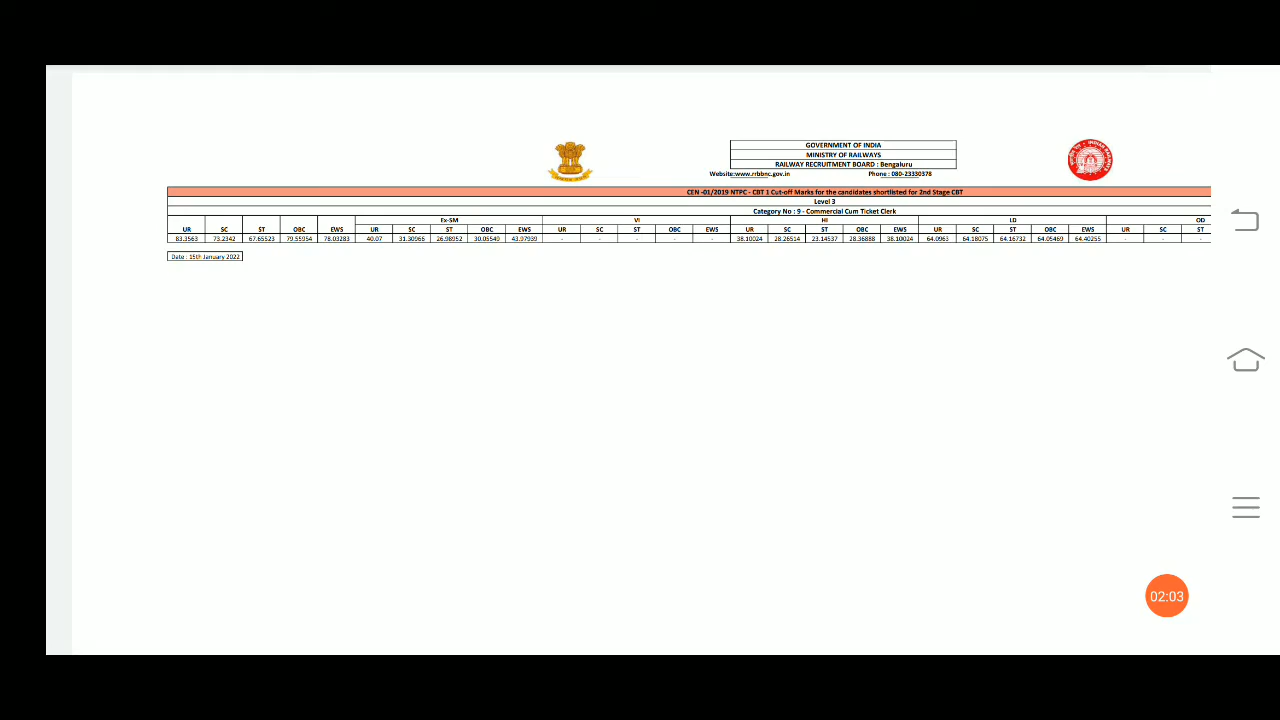 GOVERNMENT OF INDIA
MINISTRY OF RAILWAYS
RAILWAY RECRUITMENT BOARD : Bengaluru
Website:www.rrbbnc.gov.in Phone : 080-23330378
CEN -01/2019 NTPC - CBT 1 Cut-off Marks for the candidates shortlisted for 2nd Stage CBT
Level 3
Category No : 9 - Commercial Cum Ticket Clerk
Ex-SM VI HI LD OD
UR SC ST OBC EWS UR SC ST OBC EWS UR SC ST OBC EWS UR SC ST OBC EWS UR SC ST OBC EWS UR SC ST
83.3563 73.2342 67.65523 79.55954 78.03283 40.07 31.30966 26.98952 30.05540 43.97939 - - - - - 38.10024 28.26514 23.14537 28.36888 38.10024 64.0963 64.18075 64.16732 64.05469 64.40255 - - -
Date : 15th January 2022
02:03